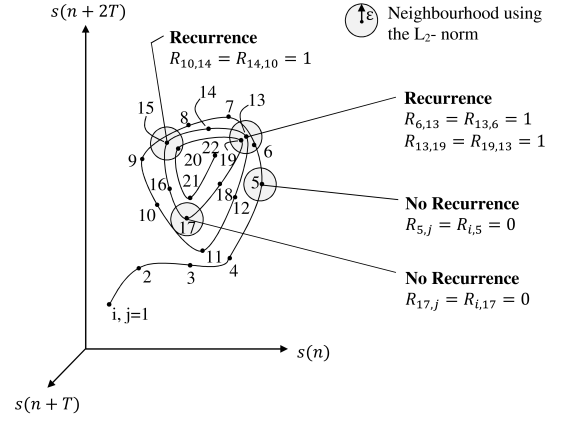 s(n + 2T)
ε
Neighbourhood using
the L₂- norm
Recurrence
R₁₀,₁₄ = R₁₄,₁₀ = 1
Recurrence
R₆,₁₃ = R₁₃,₆ = 1
R₁₃,₁₉ = R₁₉,₁₃ = 1
No Recurrence
R₅,ⱼ = Rᵢ,₅ = 0
No Recurrence
R₁₇,ⱼ = Rᵢ,₁₇ = 0
15
8
14
7
13
9
20
22
19
6
16
21
18
5
10
17
12
11
2
3
4
i, j=1
s(n)
s(n + T)